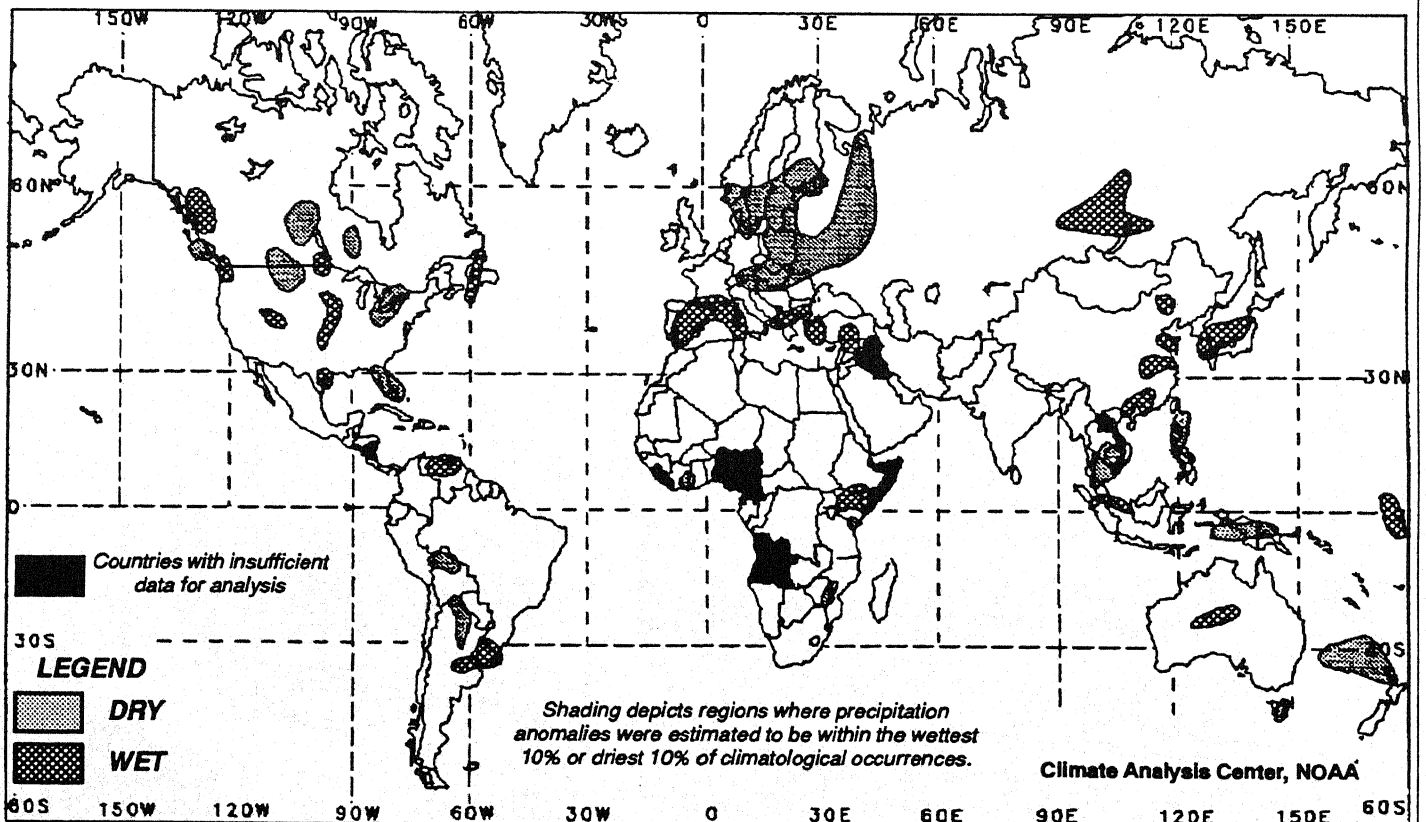 150W 120W 90W 60W 30W 0 30E 60E 90E 120E 150E
60N 60N
30N 30N
0
Countries with insufficient
data for analysis
30S 30S
LEGEND
DRY
WET
Shading depicts regions where precipitation
anomalies were estimated to be within the wettest
10% or driest 10% of climatological occurrences.
Climate Analysis Center, NOAA
60S 150W 120W 90W 60W 30W 0 30E 60E 90E 120E 150E 60S